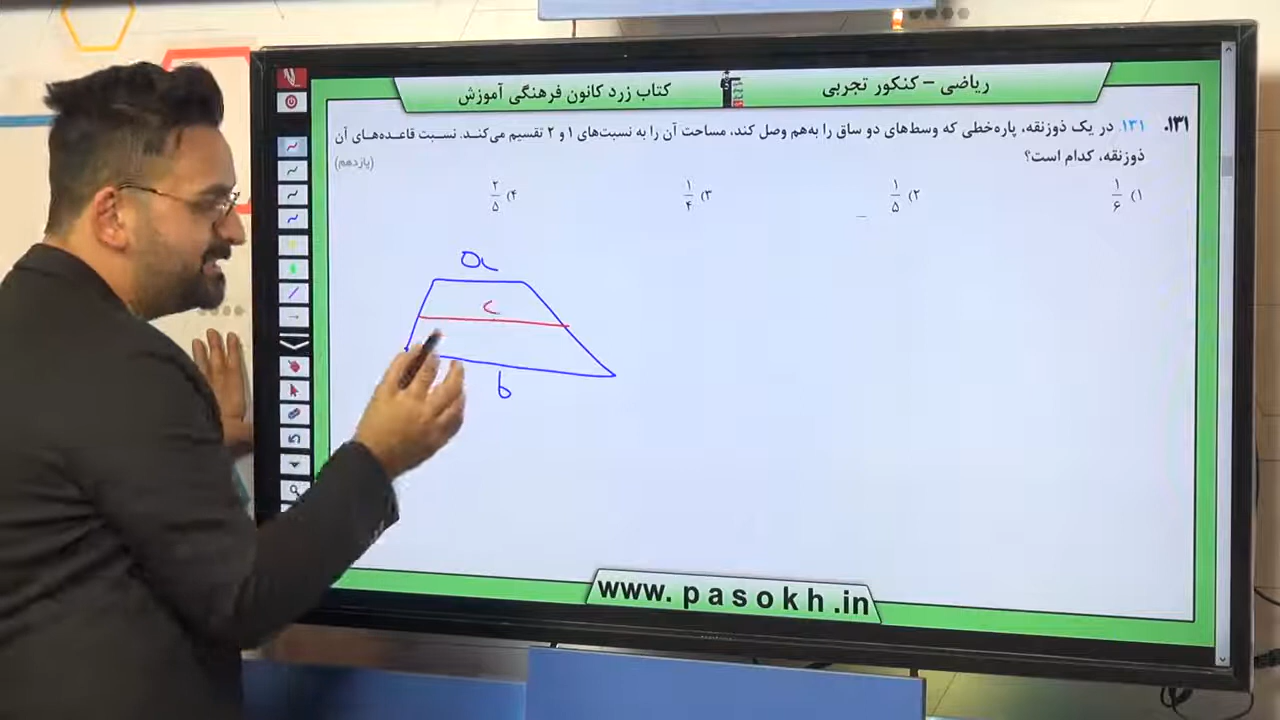 ریاضی – کنکور تجربی
کتاب زرد کانون فرهنگی آموزش
۱۳۱. ۱۳۱. در یک ذوزنقه، پاره‌خطی که وسط‌های دو ساق را به‌هم وصل کند، مساحت آن را به نسبت‌های ۱ و ۲ تقسیم می‌کند. نسبت قاعده‌های آن
ذوزنقه، کدام است؟ (یازدهم)
۱) ۱/۶ ۲) ۱/۵ ۳) ۱/۴ ۴) ۲/۵
a
c
b
www.pasokh.in